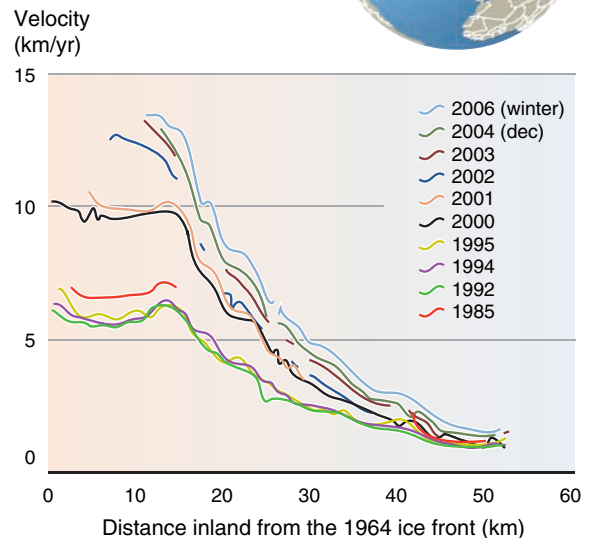 Velocity
(km/yr)
15
10
5
0
2006 (winter)
2004 (dec)
2003
2002
2001
2000
1995
1994
1992
1985
0 10 20 30 40 50 60
Distance inland from the 1964 ice front (km)